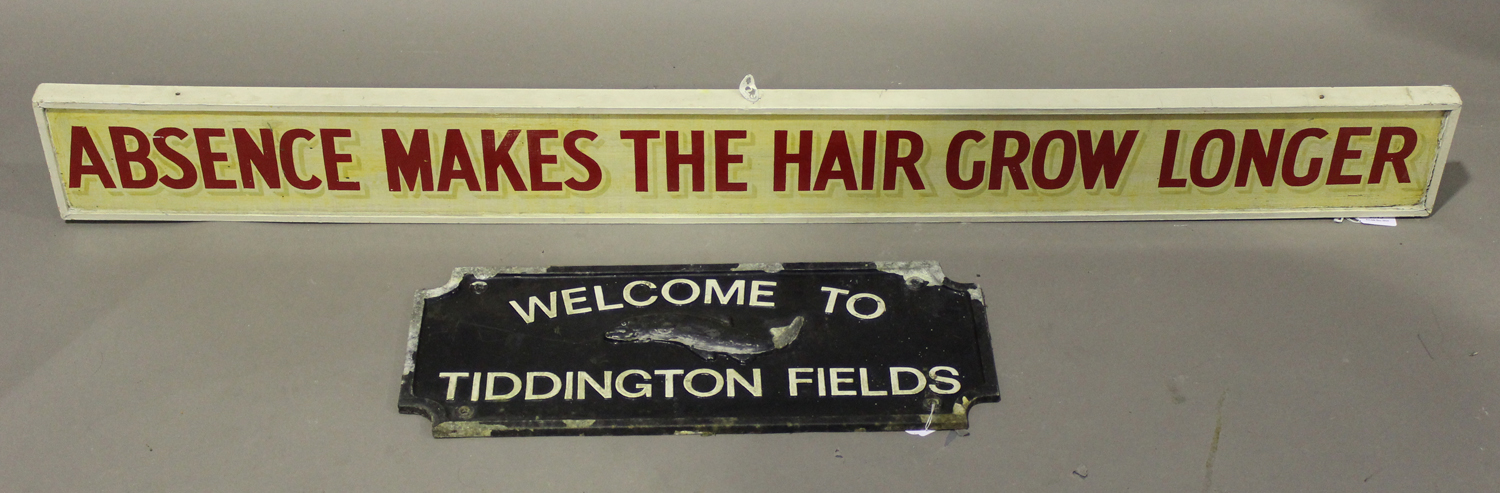 ABSENCE MAKES THE HAIR GROW LONGER
WELCOME TO
TIDDINGTON FIELDS